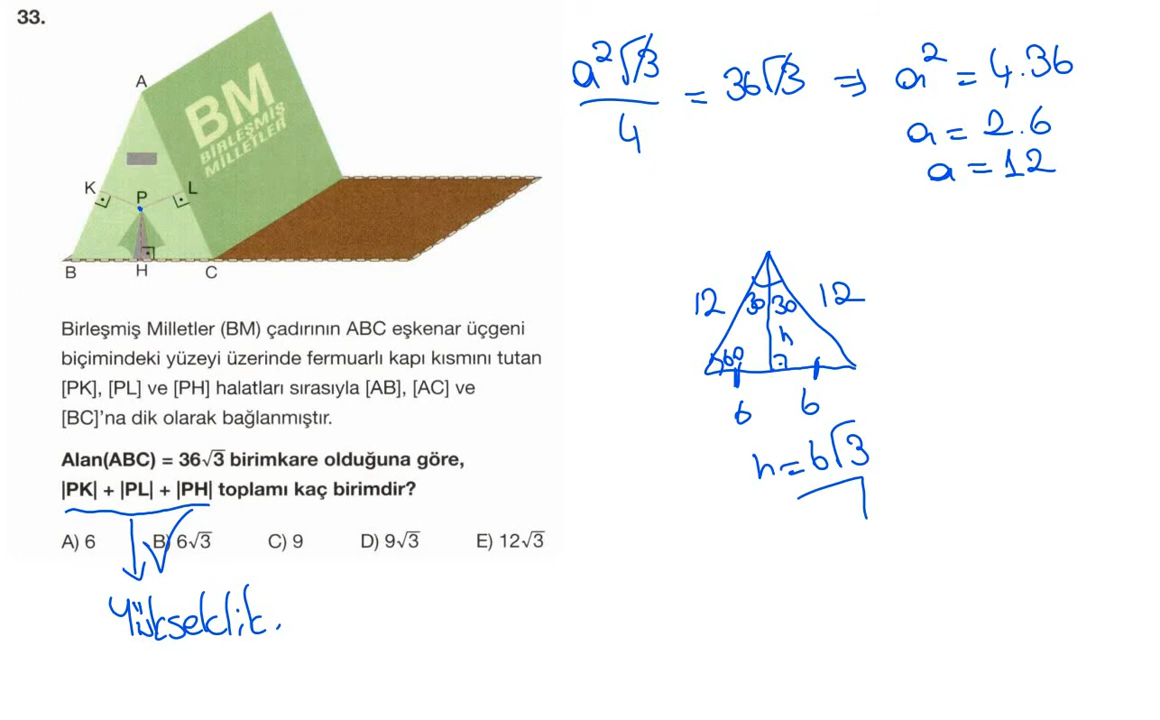 33.
A
BM
BİRLEŞMİŞ
MİLLETLER
K
P
L
B
H
C
Birleşmiş Milletler (BM) çadırının ABC eşkenar üçgeni
biçimindeki yüzeyi üzerinde fermuarlı kapı kısmını tutan
[PK], [PL] ve [PH] halatları sırasıyla [AB], [AC] ve
[BC]'na dik olarak bağlanmıştır.
Alan(ABC) = 36√3 birimkare olduğuna göre,
|PK| + |PL| + |PH| toplamı kaç birimdir?
A) 6 B) 6√3 C) 9 D) 9√3 E) 12√3
Yükseklik.
a²√3/4 = 36√3 ⇒ a² = 4.36
a = 2.6
a = 12
12 30 30 12
h
60
6 6
h = 6√3